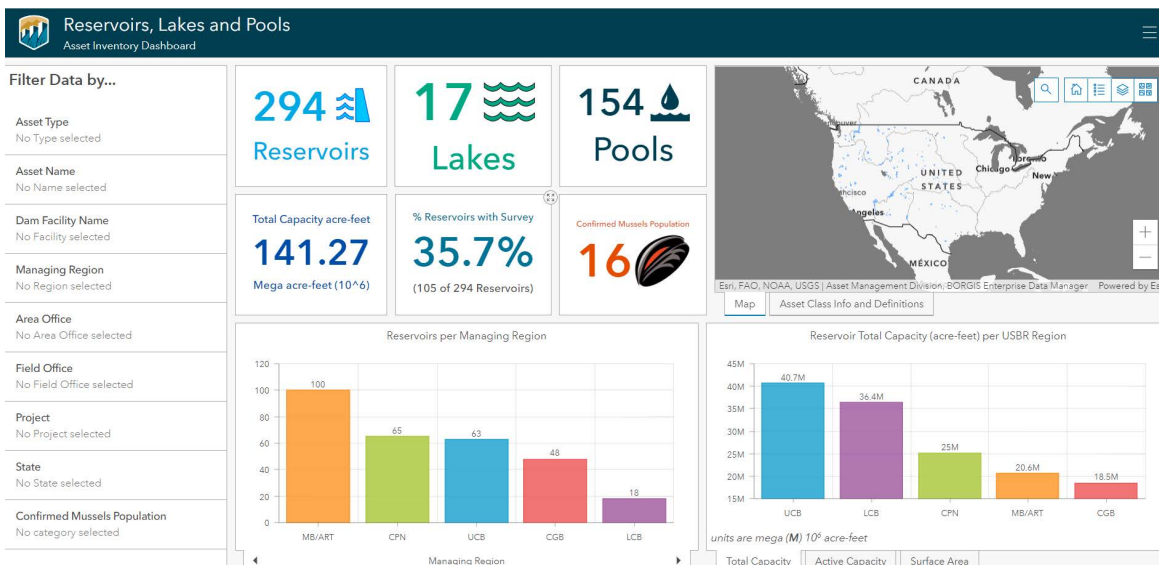 Reservoirs, Lakes and Pools
Asset Inventory Dashboard
Filter Data by...
Asset Type
No Type selected
Asset Name
No Name selected
Dam Facility Name
No Facility selected
Managing Region
No Region selected
Area Office
No Area Office selected
Field Office
No Field Office selected
Project
No Project selected
State
No State selected
Confirmed Mussels Population
No category selected
294
Reservoirs
17
Lakes
154
Pools
Total Capacity acre-feet
141.27
Mega acre-feet (10^6)
% Reservoirs with Survey
35.7%
(105 of 294 Reservoirs)
Confirmed Mussels Population
16
CANADA
Chicago
New
UNITED
STATES
ngeles
MÉXICO
Esri, FAO, NOAA, USGS | Asset Management Division, BORGIS Enterprise Data Manager
Powered by Es
Map
Asset Class Info and Definitions
Reservoirs per Managing Region
120
100
80
60
40
20
0
100
65
63
48
18
MB/ART
CPN
UCB
CGB
LCB
Managing Region
Reservoir Total Capacity (acre-feet) per USBR Region
45M
40M
35M
30M
25M
20M
15M
40.7M
36.4M
25M
20.6M
18.5M
UCB
LCB
CPN
MB/ART
CGB
units are mega (M) 10⁶ acre-feet
Total Capacity
Active Capacity
Surface Area